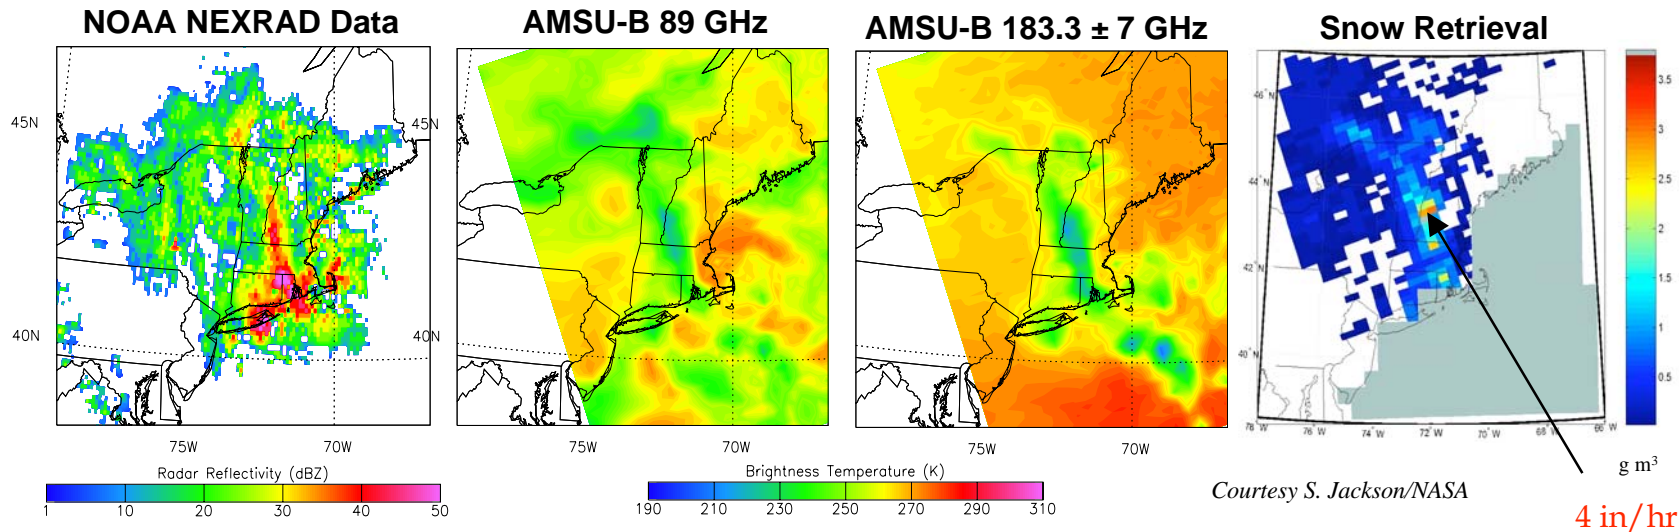 NOAA NEXRAD Data
AMSU-B 89 GHz
AMSU-B 183.3 ± 7 GHz
Snow Retrieval
45N
40N
75W
70W
45N
40N
75W
70W
75W
70W
46° N
44° N
42° N
40° N
78° W
76° W
74° W
72° W
70° W
68° W
66° W
3.5
3
2.5
2
1.5
1
0.5
g m³
Radar Reflectivity (dBZ)
1 10 20 30 40 50
Brightness Temperature (K)
190 210 230 250 270 290 310
Courtesy S. Jackson/NASA
4 in/hr